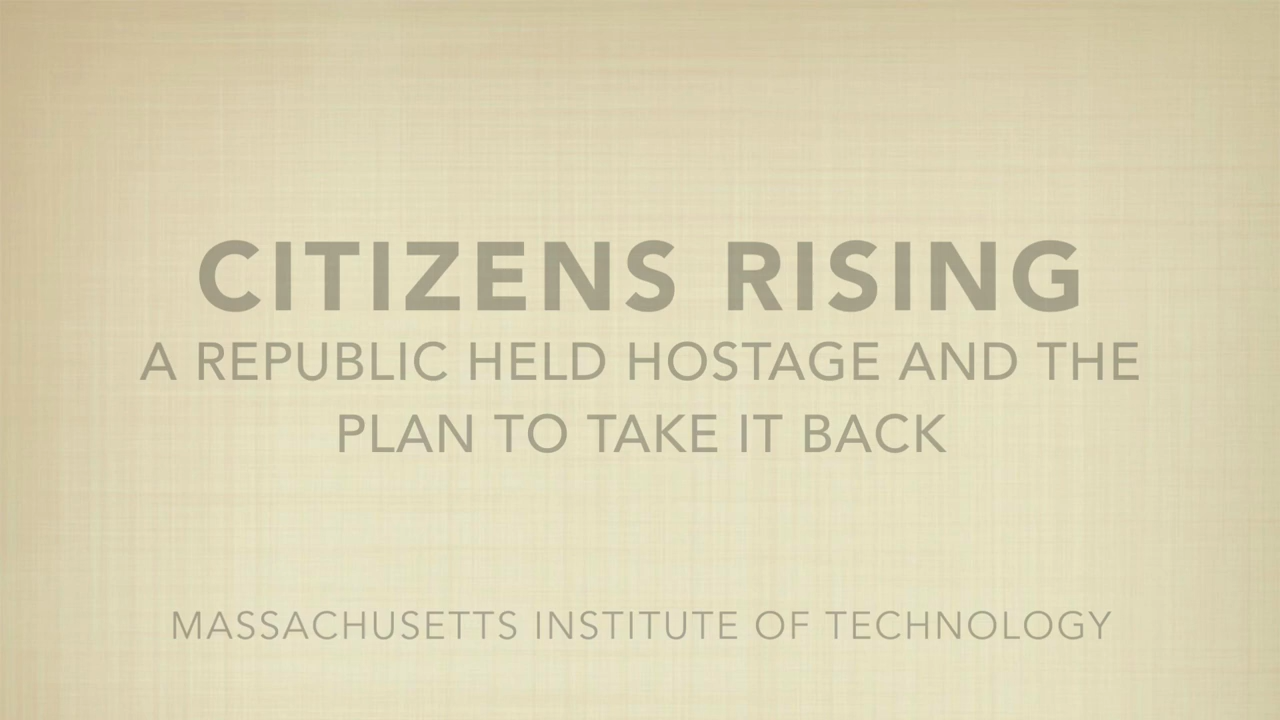 CITIZENS RISING
A REPUBLIC HELD HOSTAGE AND THE
PLAN TO TAKE IT BACK
MASSACHUSETTS INSTITUTE OF TECHNOLOGY